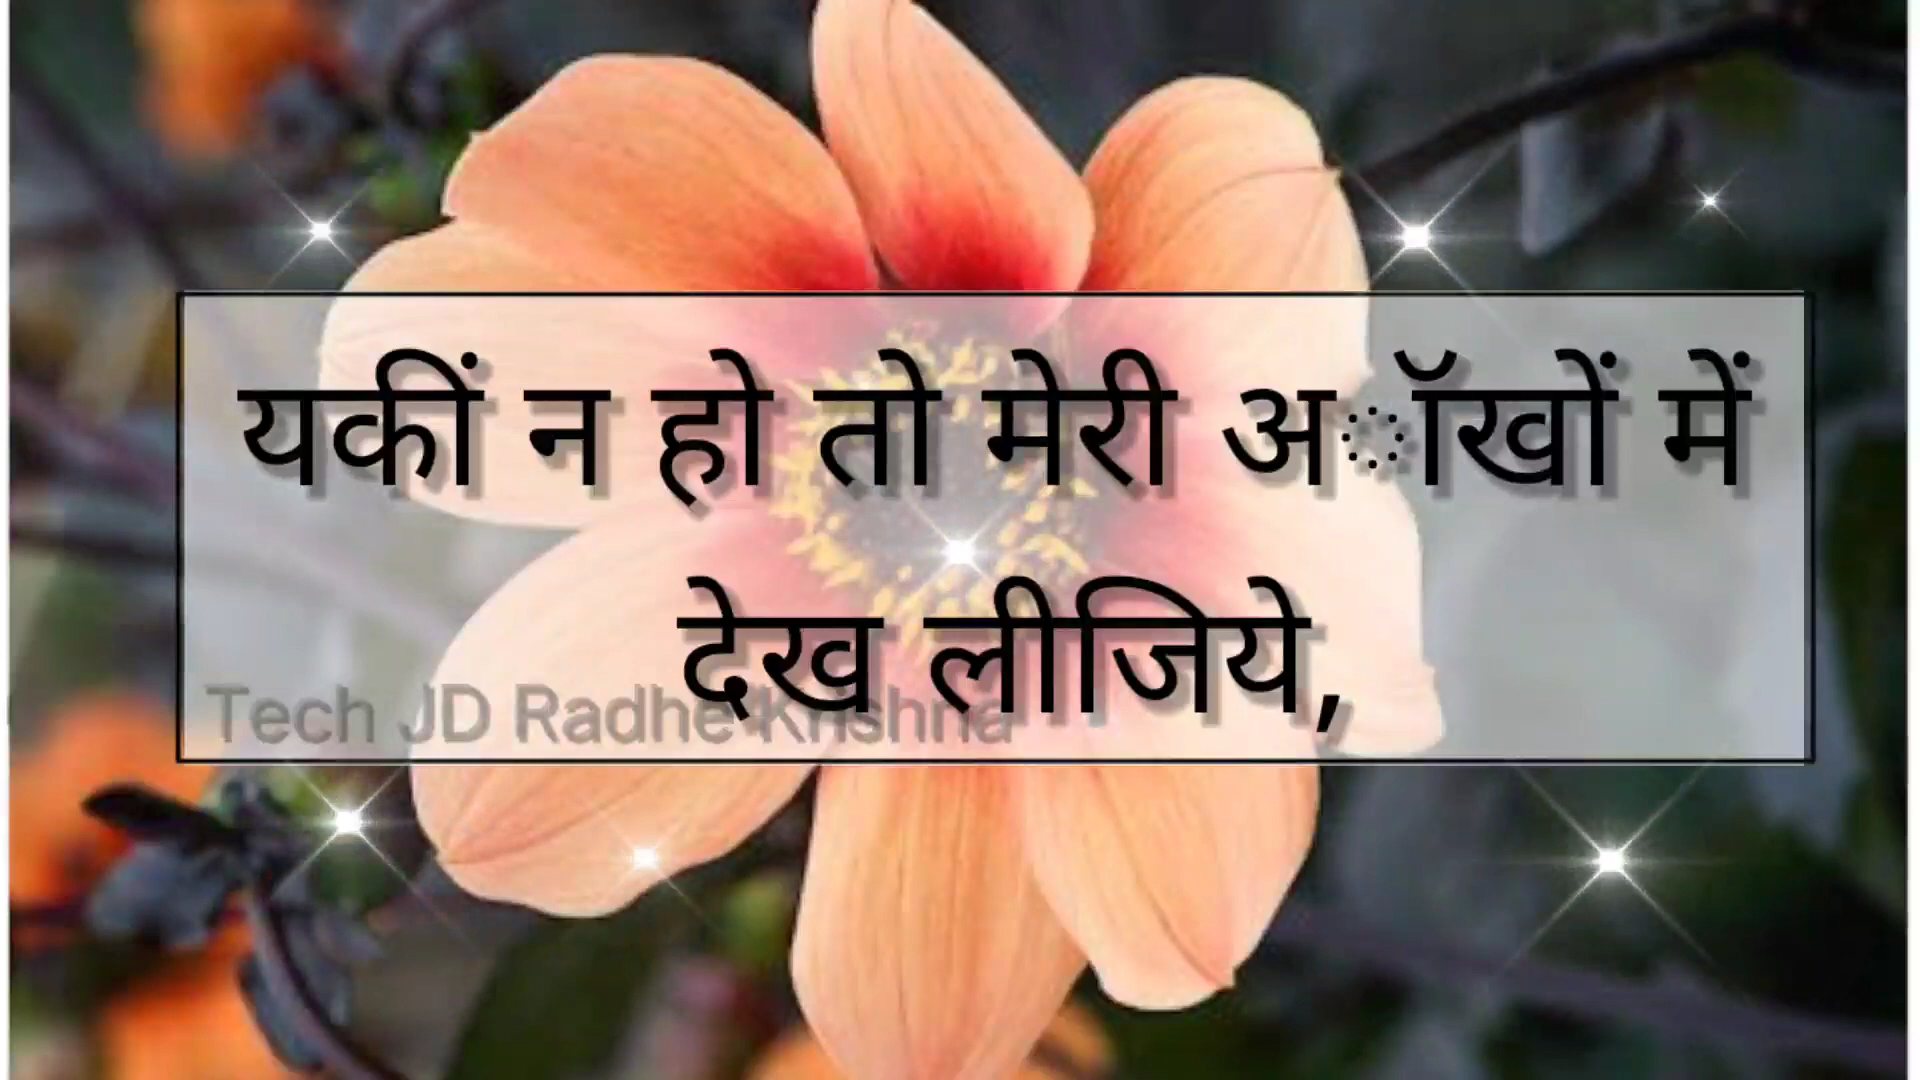 यकीं न हो तो मेरी अॉखों में
देख लीजिये,
Tech JD Radhe Krishna